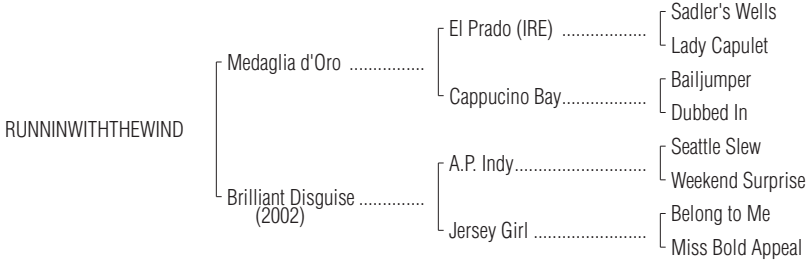 Sadler's Wells
El Prado (IRE) ..................
Lady Capulet
Medaglia d'Oro ................
Bailjumper
Cappucino Bay..................
Dubbed In
RUNNINWITHTHEWIND
Seattle Slew
A.P. Indy............................
Weekend Surprise
Brilliant Disguise ..............
(2002)
Belong to Me
Jersey Girl ........................
Miss Bold Appeal